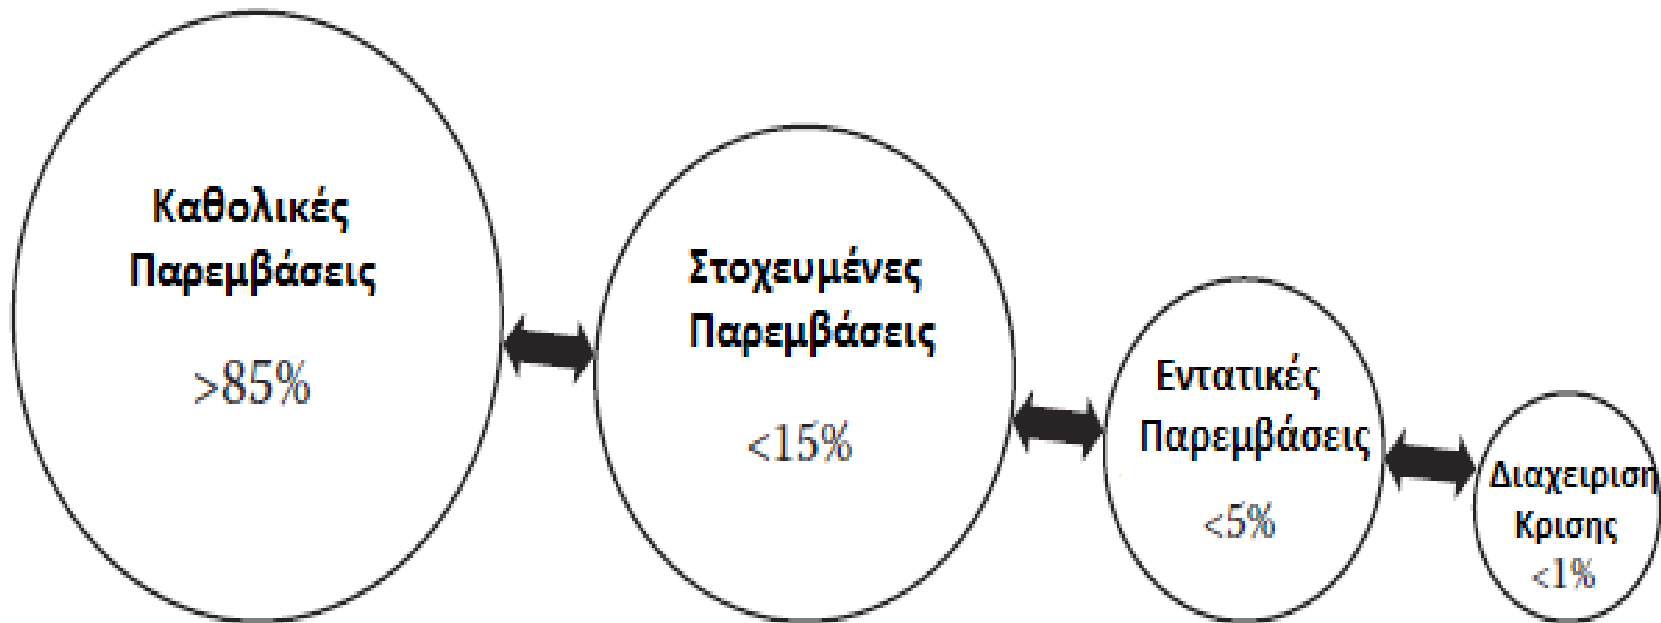 Καθολικές
Παρεμβάσεις
>85%
Στοχευμένες
Παρεμβάσεις
<15%
Εντατικές
Παρεμβάσεις
<5%
Διαχειριση
Κρισης
<1%